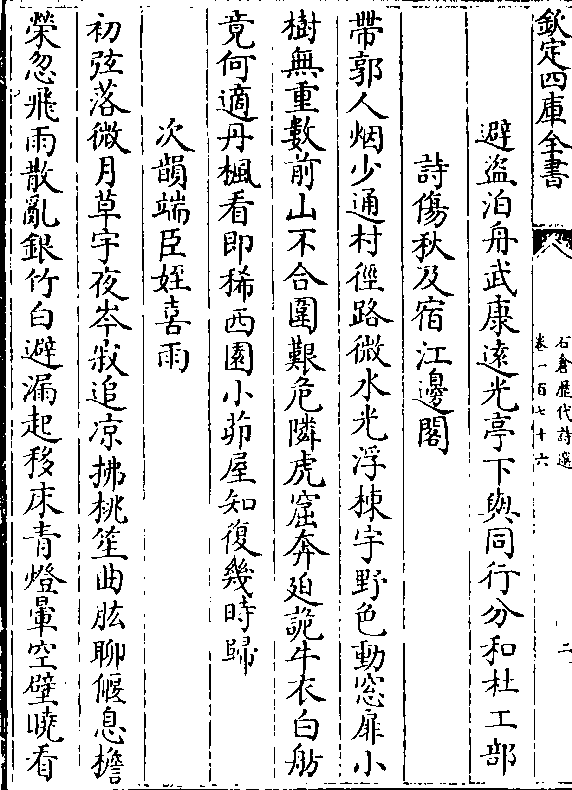 欽定四庫全書
石倉歷代詩選
卷一百七十六
二
避盜泊舟武康遠光亭下與同行分和杜工部
詩傷秋及宿江邊閣
帶郭人烟少通村徑路微水光浮棟宇野色動窓扉小
樹無重數前山不合圍艱危隣虎窟奔廹詭牛衣白舫
竟何適丹楓看即稀西園小茆屋知復幾時歸
次韻端臣姪喜雨
初弦落微月草宇夜岑寂追凉拂桃笙曲肱聊偃息擔
榮忽飛雨散亂銀竹白避漏起移床青燈暈空壁曉看